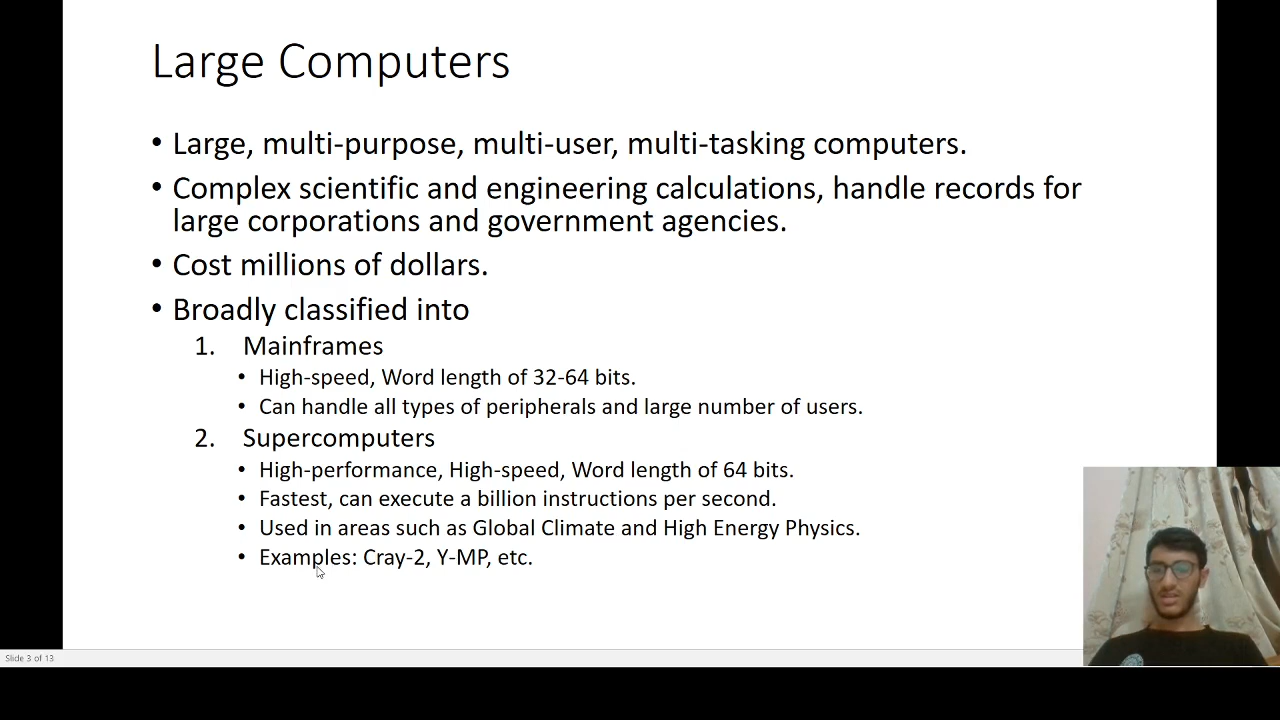 Large Computers
• Large, multi-purpose, multi-user, multi-tasking computers.
• Complex scientific and engineering calculations, handle records for
large corporations and government agencies.
• Cost millions of dollars.
• Broadly classified into
1. Mainframes
• High-speed, Word length of 32-64 bits.
• Can handle all types of peripherals and large number of users.
2. Supercomputers
• High-performance, High-speed, Word length of 64 bits.
• Fastest, can execute a billion instructions per second.
• Used in areas such as Global Climate and High Energy Physics.
• Examples: Cray-2, Y-MP, etc.
Slide 3 of 13